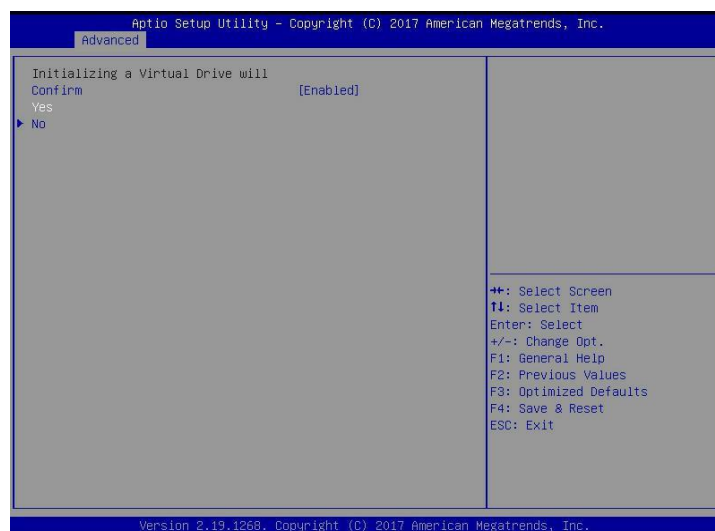 Aptio Setup Utility – Copyright (C) 2017 American Megatrends, Inc.
Advanced
Initializing a Virtual Drive will
Confirm [Enabled]
Yes
► No
→←: Select Screen
↑↓: Select Item
Enter: Select
+/-: Change Opt.
F1: General Help
F2: Previous Values
F3: Optimized Defaults
F4: Save & Reset
ESC: Exit
Version 2.19.1268. Copyright (C) 2017 American Megatrends, Inc.